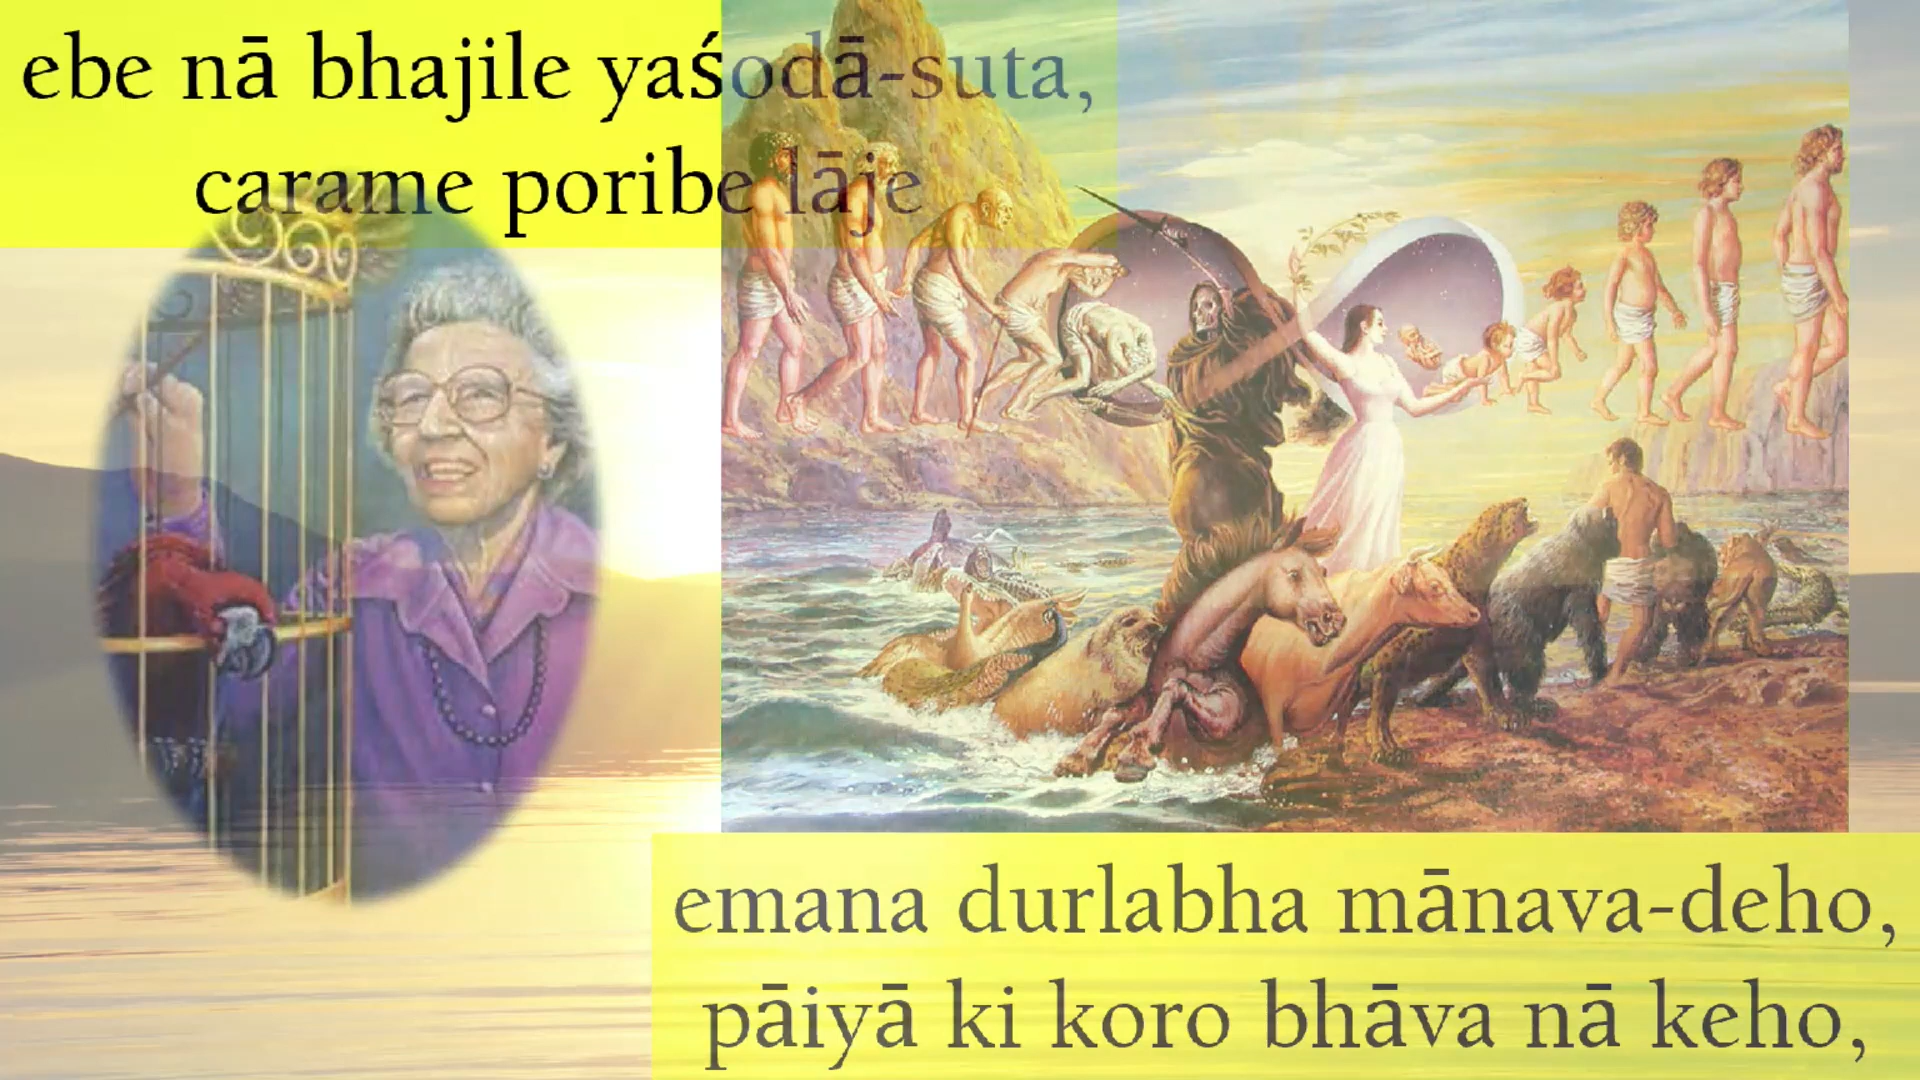 ebe nā bhajile yaśodā-suta,
carame poribe lāje
emana durlabha mānava-deho,
pāiyā ki koro bhāva nā keho,